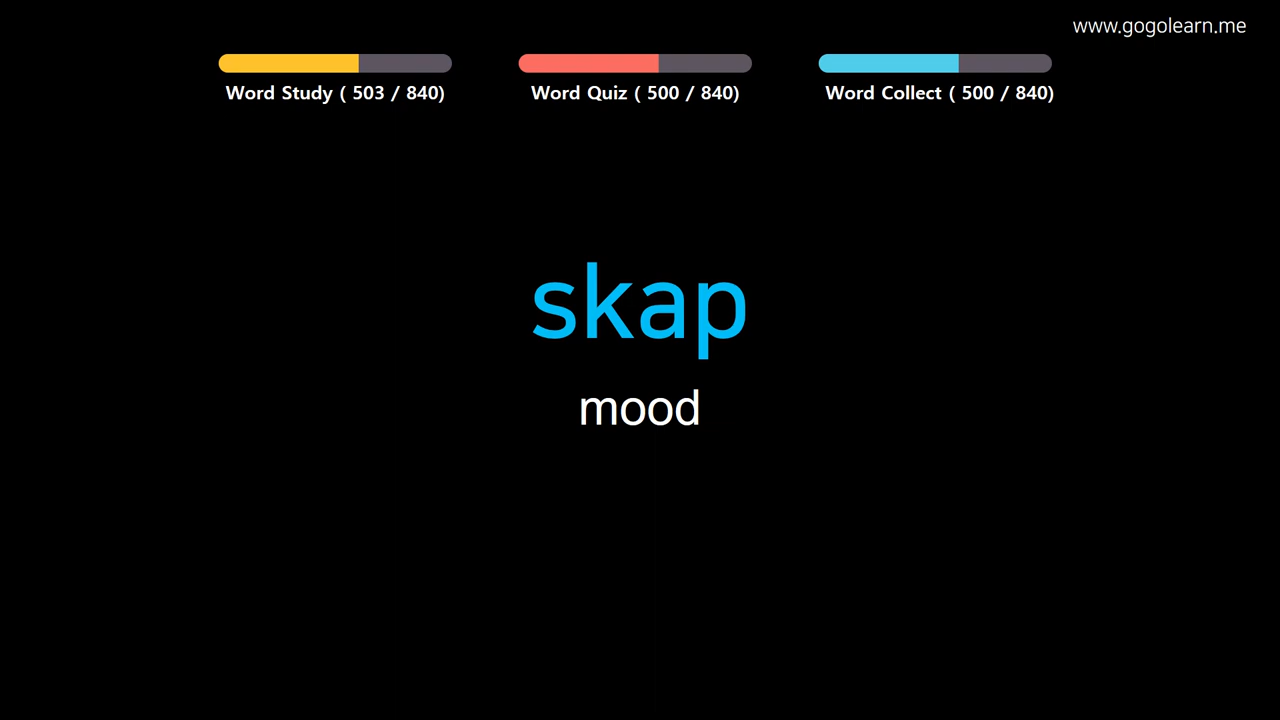 www.gogolearn.me
Word Study ( 503 / 840)
Word Quiz ( 500 / 840)
Word Collect ( 500 / 840)
skap
mood